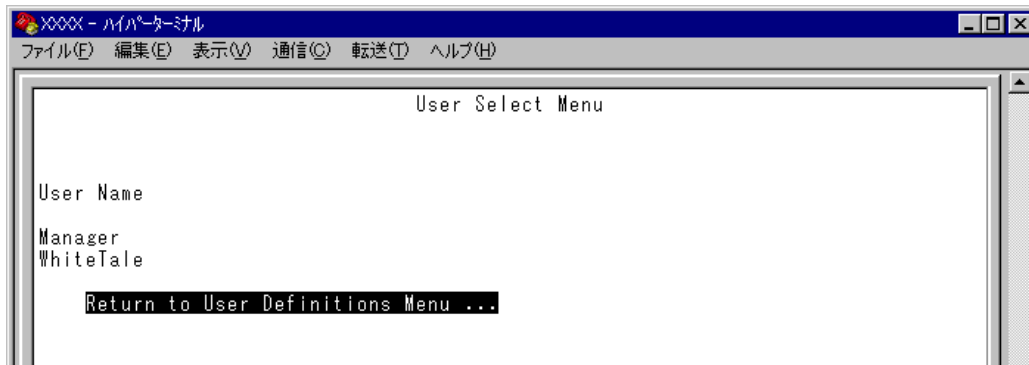 XXXX - ハイパーターミナル
ファイル(F) 編集(E) 表示(V) 通信(C) 転送(T) ヘルプ(H)
User Select Menu
User Name
Manager
WhiteTale
Return to User Definitions Menu ...